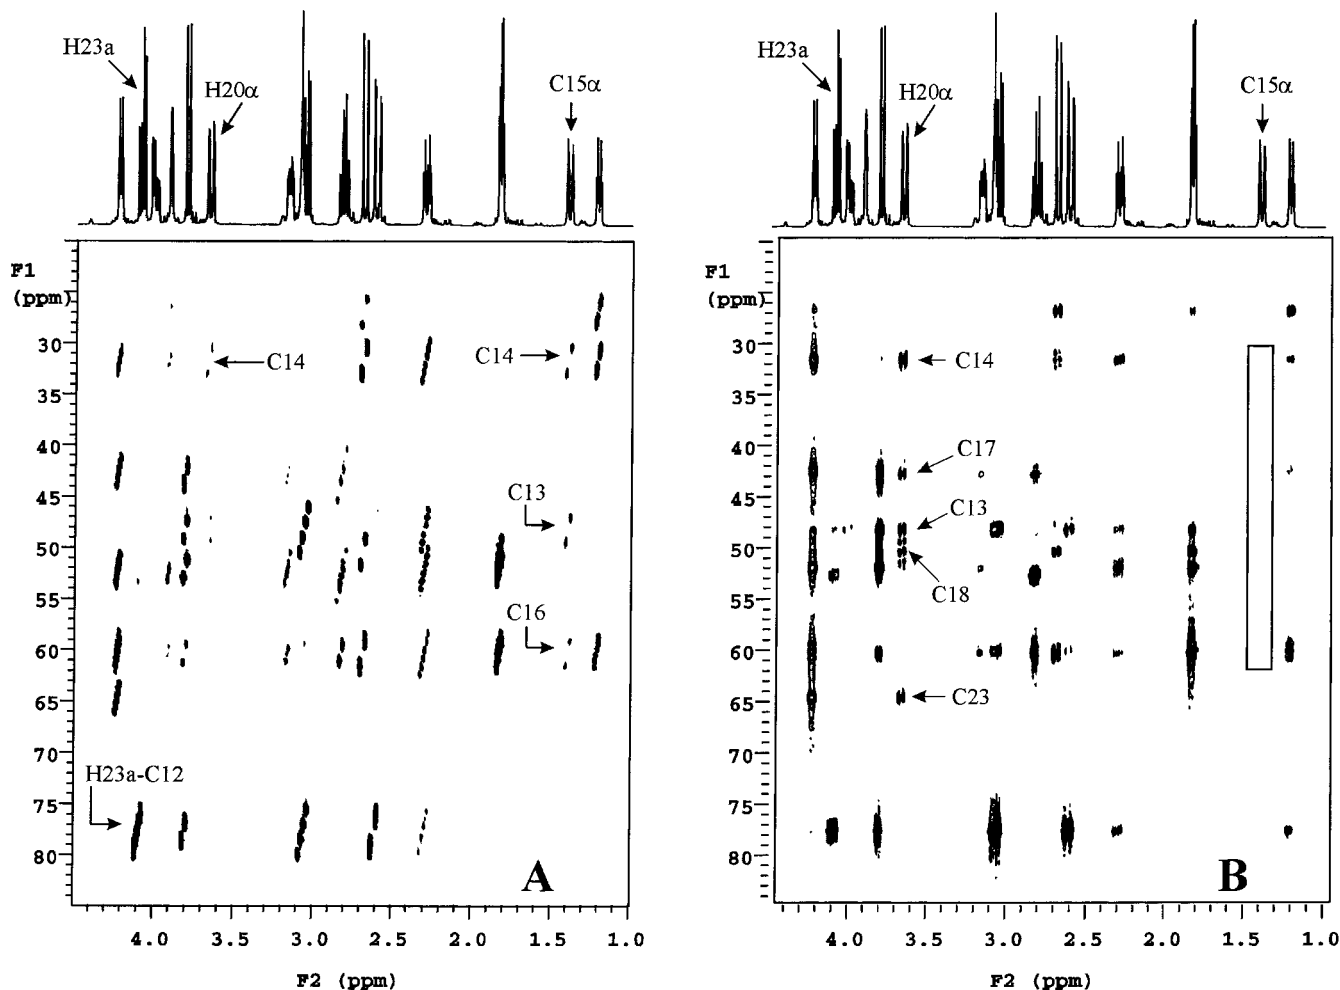 H23a
H20α
C15α
F1
(ppm)
30
35
40
45
50
55
60
65
70
75
80
C14
C14
C13
C16
H23a-C12
A
4.0 3.5 3.0 2.5 2.0 1.5 1.0
F2 (ppm)
H23a
H20α
C15α
F1
(ppm)
30
35
40
45
50
55
60
65
70
75
80
C14
C17
C13
C18
C23
B
4.0 3.5 3.0 2.5 2.0 1.5 1.0
F2 (ppm)